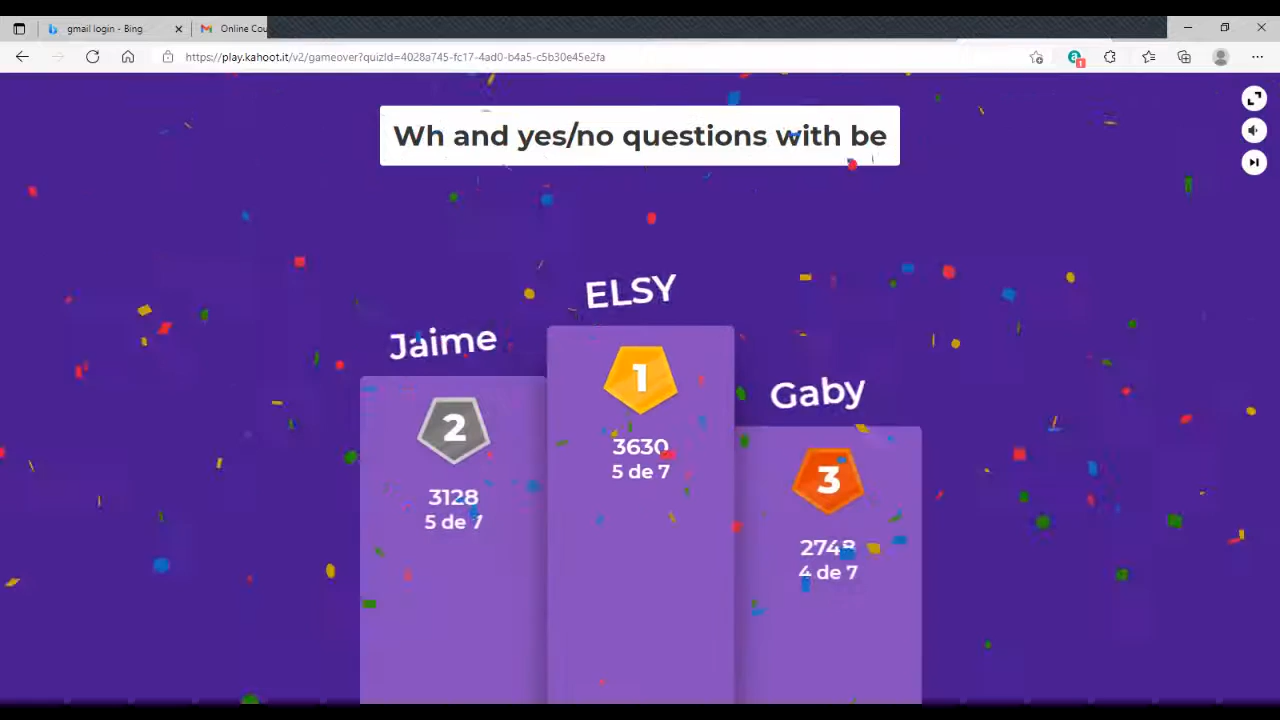 gmail login - Bing
Online Cou
https://play.kahoot.it/v2/gameover?quizId=4028a745-fc17-4ad0-b4a5-c5b30e45e2fa
a
1
Wh and yes/no questions with be
ELSY
Jaime
Gaby
1
3630
5 de 7
2
3128
5 de 7
3
2748
4 de 7